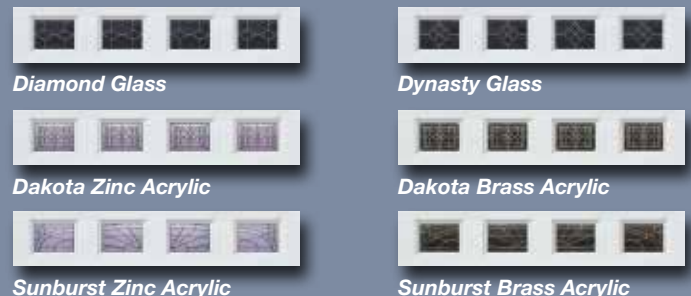 Diamond Glass
Dynasty Glass
Dakota Zinc Acrylic
Dakota Brass Acrylic
Sunburst Zinc Acrylic
Sunburst Brass Acrylic